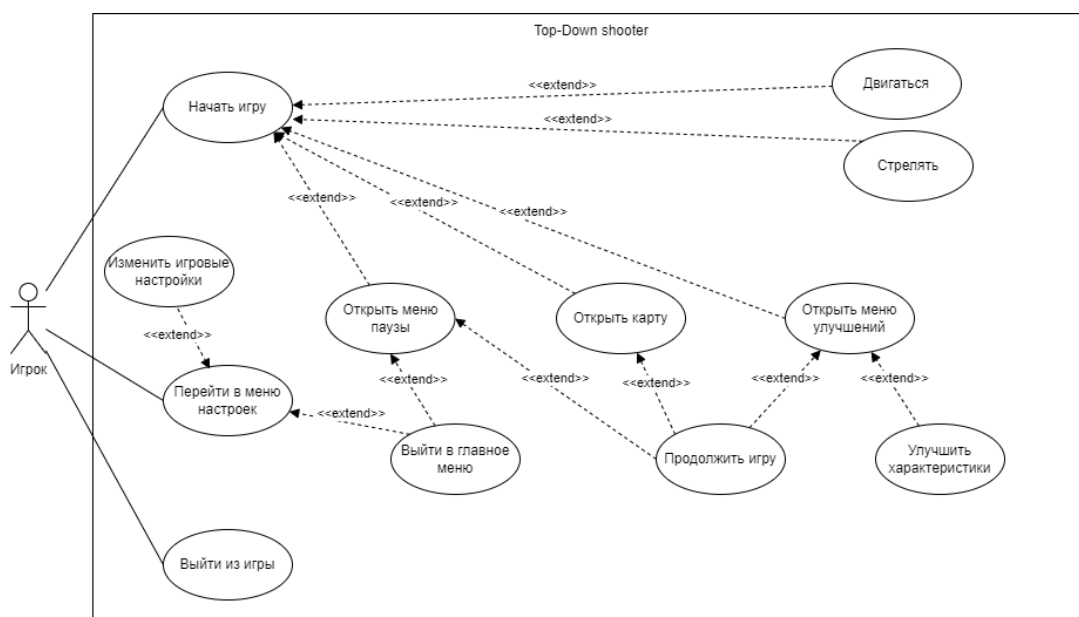 Top-Down shooter
Начать игру
<<extend>>
Двигаться
<<extend>>
Стрелять
<<extend>>
<<extend>>
<<extend>>
Изменить игровые
настройки
Открыть меню
паузы
Открыть карту
Открыть меню
улучшений
<<extend>>
Игрок
Перейти в меню
настроек
<<extend>>
<<extend>>
<<extend>>
<<extend>>
<<extend>>
<<extend>>
Выйти в главное
меню
Продолжить игру
Улучшить
характеристики
Выйти из игры